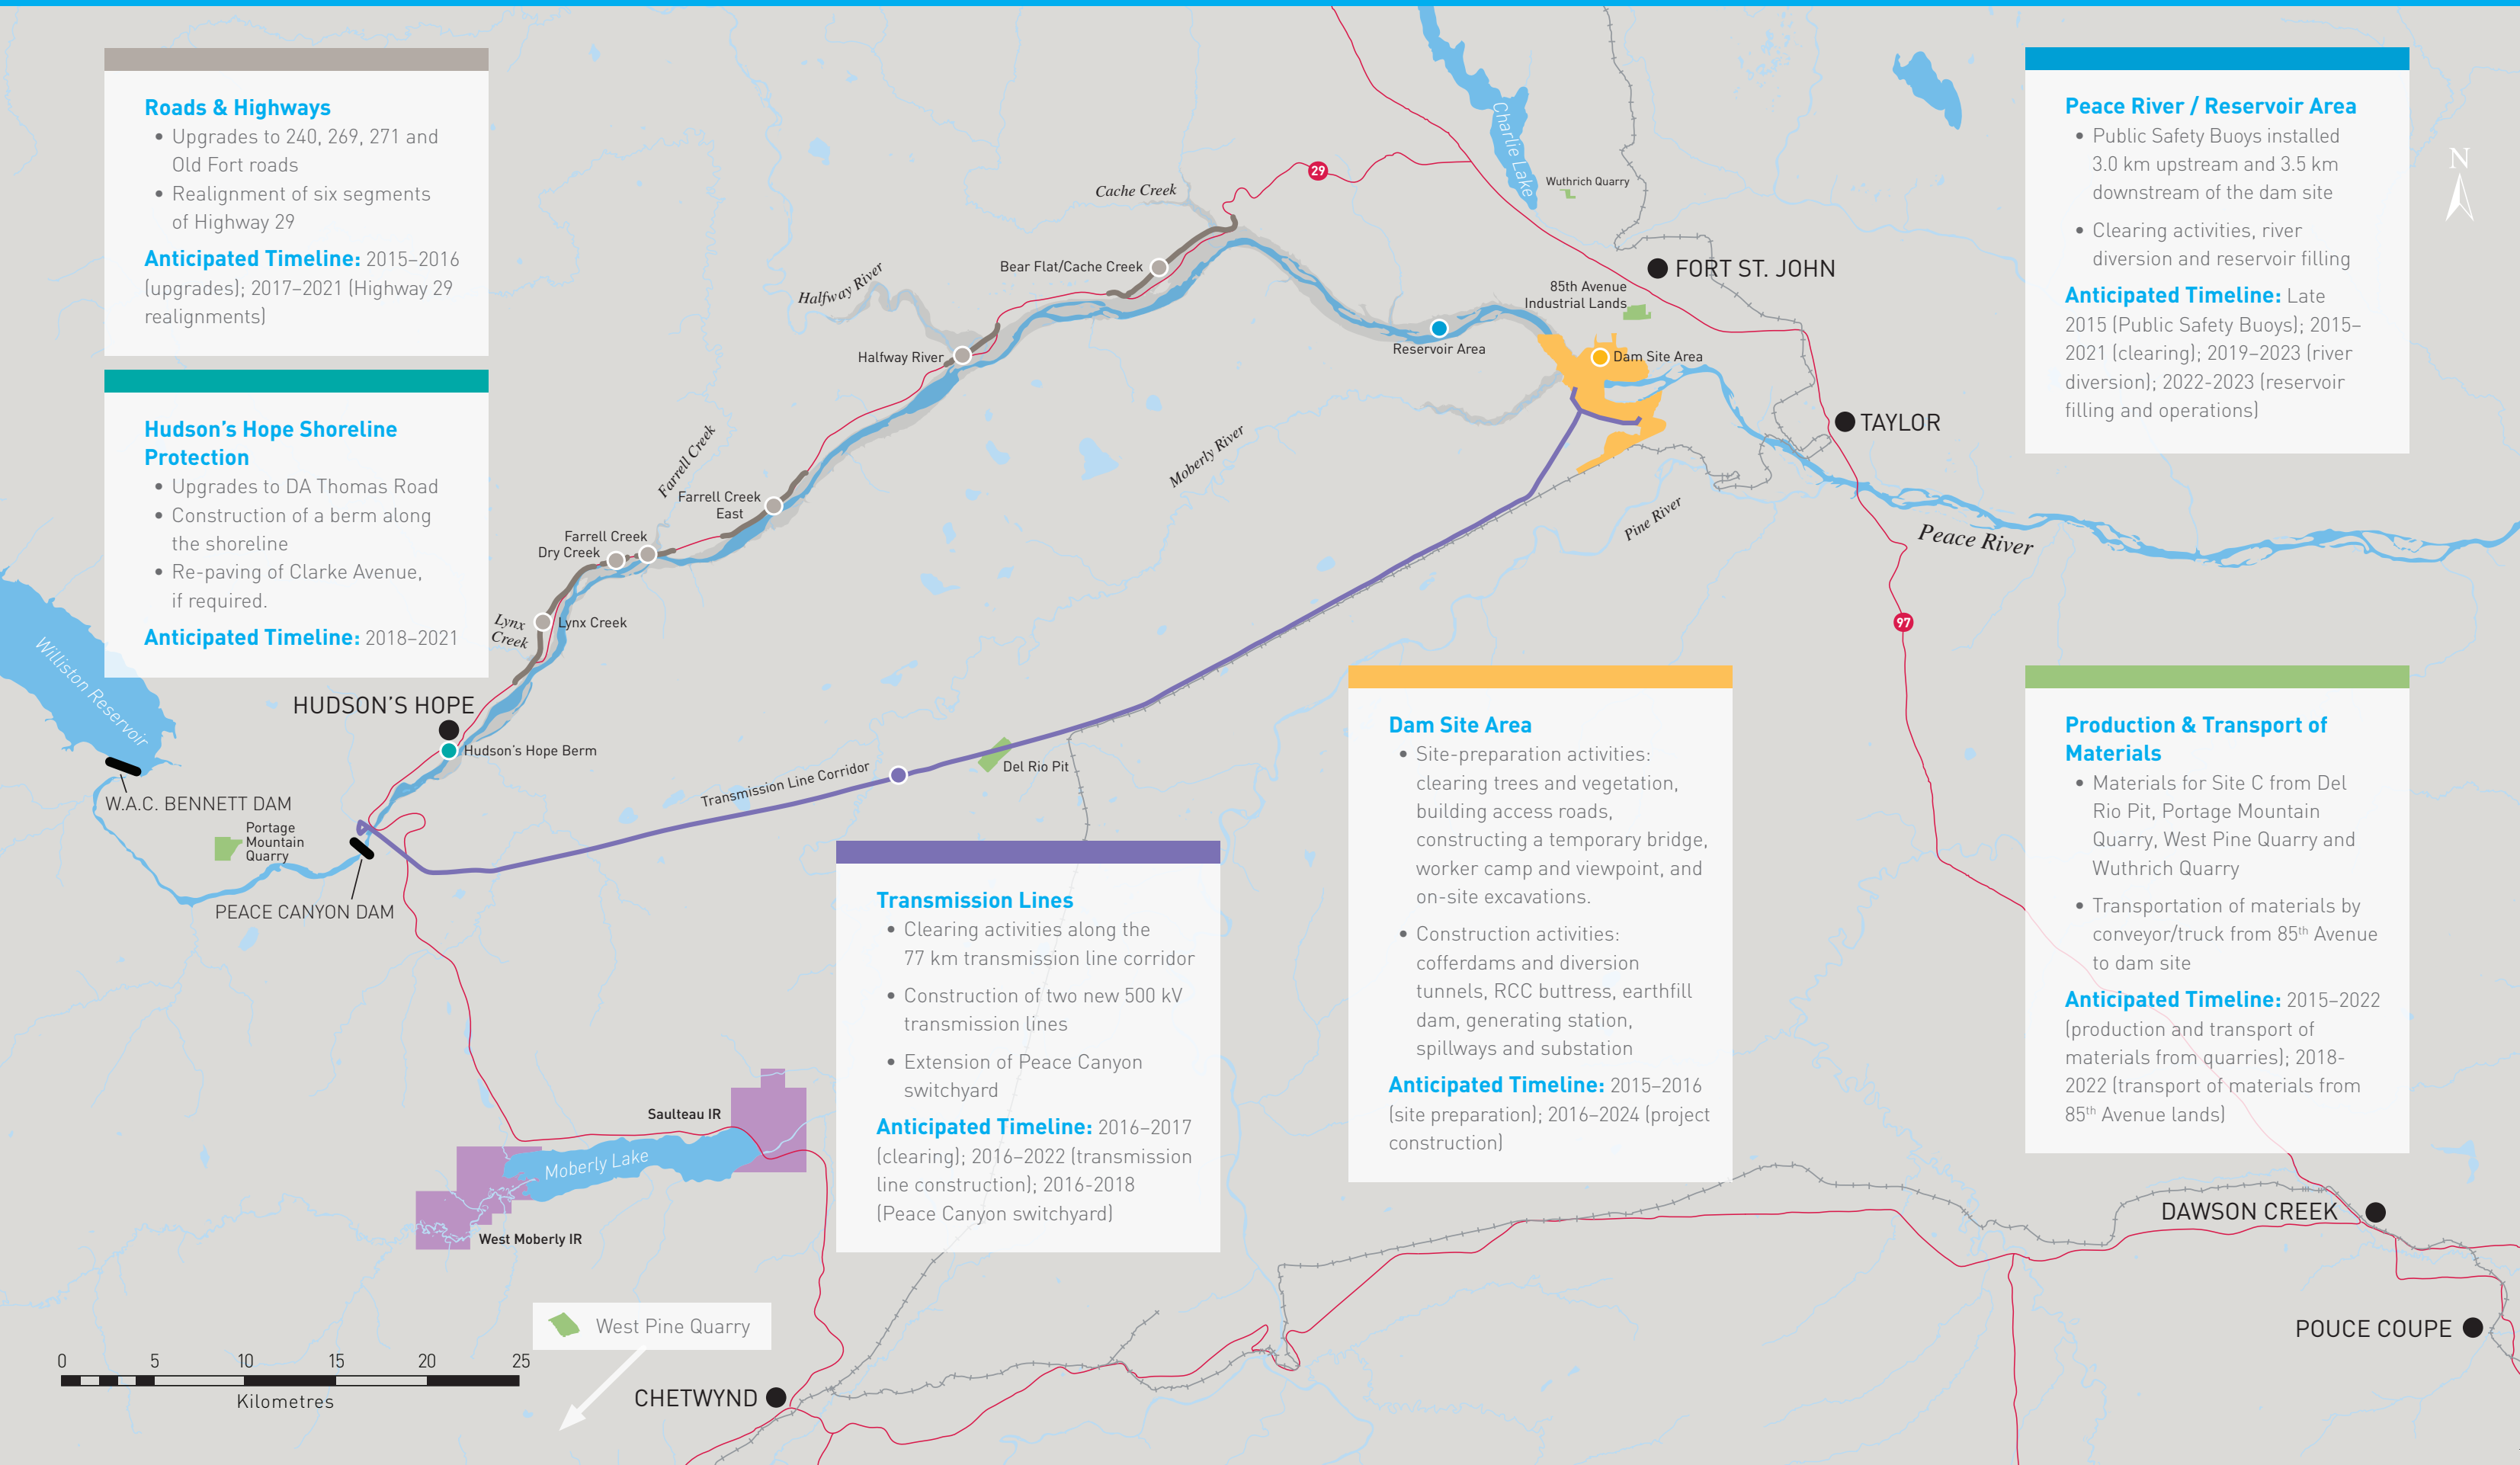 Roads & Highways
• Upgrades to 240, 269, 271 and
Old Fort roads
• Realignment of six segments
of Highway 29
Anticipated Timeline: 2015–2016
(upgrades); 2017–2021 (Highway 29
realignments)
Hudson’s Hope Shoreline
Protection
• Upgrades to DA Thomas Road
• Construction of a berm along
the shoreline
• Re-paving of Clarke Avenue,
if required.
Anticipated Timeline: 2018–2021
Peace River / Reservoir Area
• Public Safety Buoys installed
3.0 km upstream and 3.5 km
downstream of the dam site
• Clearing activities, river
diversion and reservoir filling
Anticipated Timeline: Late
2015 (Public Safety Buoys); 2015–
2021 (clearing); 2019–2023 (river
diversion); 2022-2023 (reservoir
filling and operations)
N
Charlie Lake
Wuthrich Quarry
29
Cache Creek
Bear Flat/Cache Creek
FORT ST. JOHN
85th Avenue
Industrial Lands
Halfway River
Halfway River
Reservoir Area
Dam Site Area
TAYLOR
Moberly River
Farrell Creek
Farrell Creek
East
Pine River
Peace River
Farrell Creek
Dry Creek
Lynx
Creek
Lynx Creek
97
Williston Reservoir
HUDSON’S HOPE
Hudson’s Hope Berm
Transmission Line Corridor
Del Rio Pit
W.A.C. BENNETT DAM
Portage
Mountain
Quarry
PEACE CANYON DAM
Transmission Lines
• Clearing activities along the
77 km transmission line corridor
• Construction of two new 500 kV
transmission lines
• Extension of Peace Canyon
switchyard
Anticipated Timeline: 2016–2017
(clearing); 2016–2022 (transmission
line construction); 2016-2018
(Peace Canyon switchyard)
Dam Site Area
• Site-preparation activities:
clearing trees and vegetation,
building access roads,
constructing a temporary bridge,
worker camp and viewpoint, and
on-site excavations.
• Construction activities:
cofferdams and diversion
tunnels, RCC buttress, earthfill
dam, generating station,
spillways and substation
Anticipated Timeline: 2015–2016
(site preparation); 2016–2024 (project
construction)
Production & Transport of
Materials
• Materials for Site C from Del
Rio Pit, Portage Mountain
Quarry, West Pine Quarry and
Wuthrich Quarry
• Transportation of materials by
conveyor/truck from 85th Avenue
to dam site
Anticipated Timeline: 2015–2022
(production and transport of
materials from quarries); 2018-
2022 (transport of materials from
85th Avenue lands)
Saulteau IR
Moberly Lake
West Moberly IR
DAWSON CREEK
POUCE COUPE
West Pine Quarry
CHETWYND
0 5 10 15 20 25
Kilometres